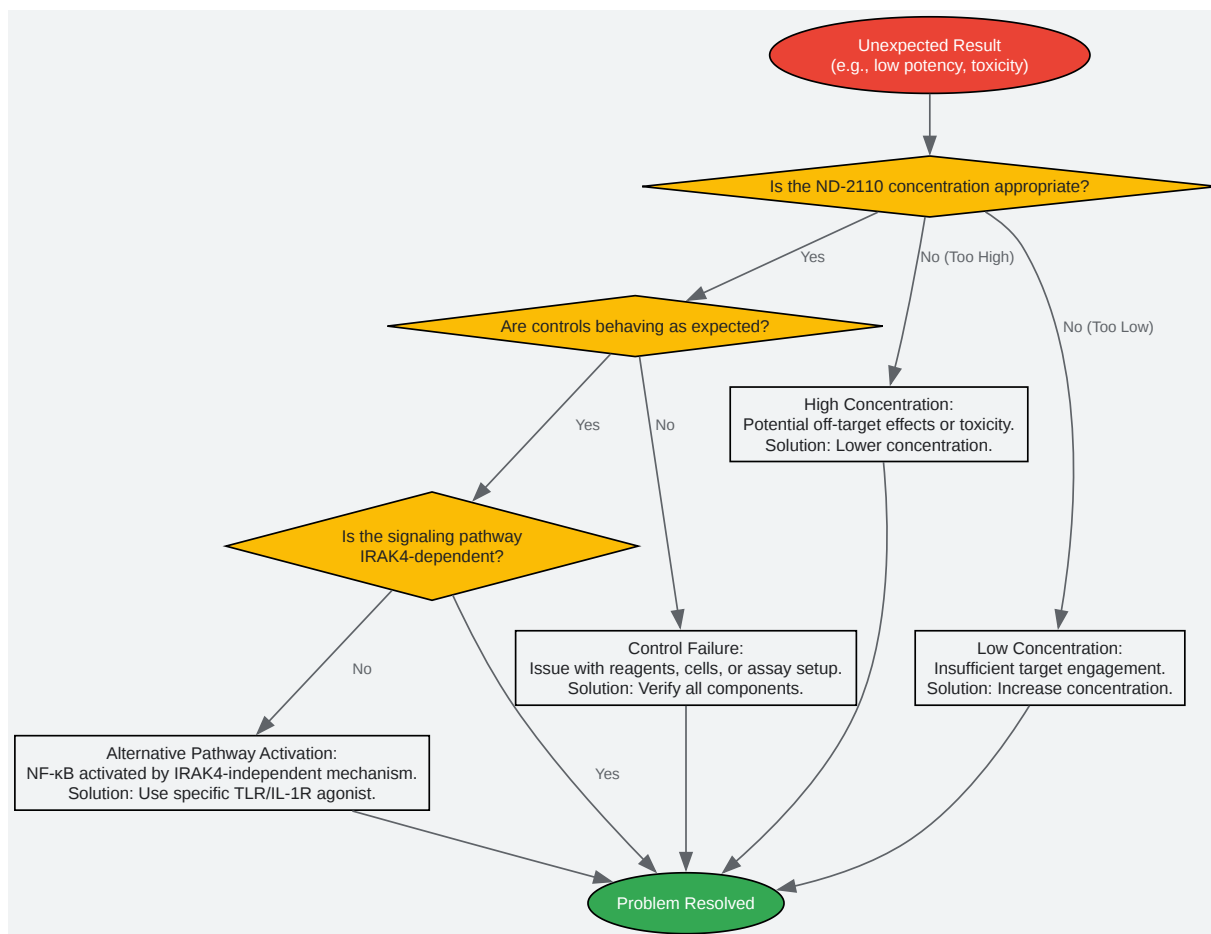 Unexpected Result
(e.g., low potency, toxicity)
Is the ND-2110 concentration appropriate?
Yes
No (Too High)
No (Too Low)
Are controls behaving as expected?
High Concentration:
Potential off-target effects or toxicity.
Solution: Lower concentration.
Yes
No
Is the signaling pathway
IRAK4-dependent?
Control Failure:
Issue with reagents, cells, or assay setup.
Solution: Verify all components.
Low Concentration:
Insufficient target engagement.
Solution: Increase concentration.
No
Alternative Pathway Activation:
NF-κB activated by IRAK4-independent mechanism.
Solution: Use specific TLR/IL-1R agonist.
Yes
Problem Resolved